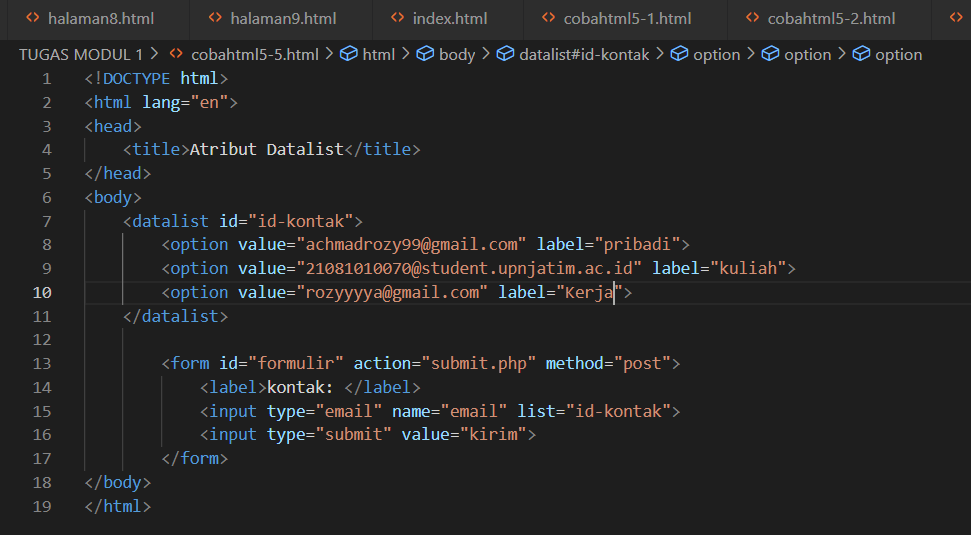 halaman8.html halaman9.html index.html cobahtml5-1.html cobahtml5-2.html
TUGAS MODUL 1 > cobahtml5-5.html > html > body > datalist#id-kontak > option > option > option
1 <!DOCTYPE html>
2 <html lang="en">
3 <head>
4 <title>Atribut Datalist</title>
5 </head>
6 <body>
7 <datalist id="id-kontak">
8 <option value="achmadrozy99@gmail.com" label="pribadi">
9 <option value="21081010070@student.upnjatim.ac.id" label="kuliah">
10 <option value="rozyyyya@gmail.com" label="Kerja">
11 </datalist>
12
13 <form id="formulir" action="submit.php" method="post">
14 <label>kontak: </label>
15 <input type="email" name="email" list="id-kontak">
16 <input type="submit" value="kirim">
17 </form>
18 </body>
19 </html>